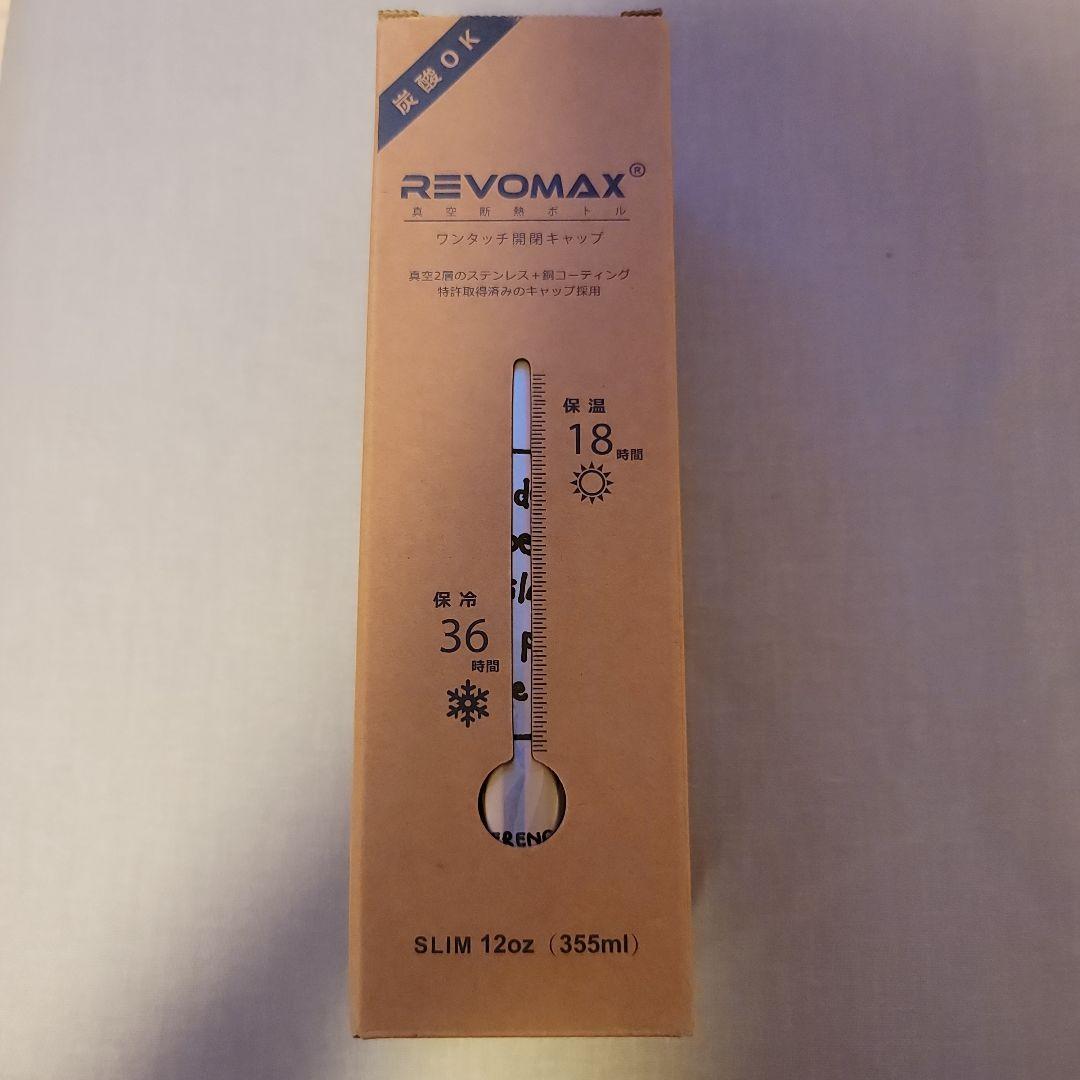 炭酸OK
REVOMAX®
真空断熱ボトル
ワンタッチ開閉キャップ
真空2層のステンレス+銅コーティング
特許取得済みのキャップ採用
保温
18時間
保冷
36時間
SLIM 12oz（355ml）